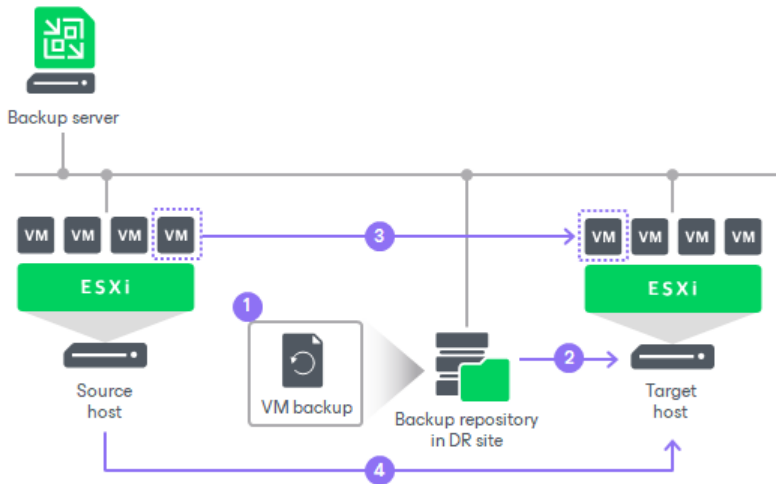 Backup server
VM VM VM VM
3
VM VM VM VM
ESXi
ESXi
1
VM backup
2
Source
host
Backup repository
in DR site
Target
host
4